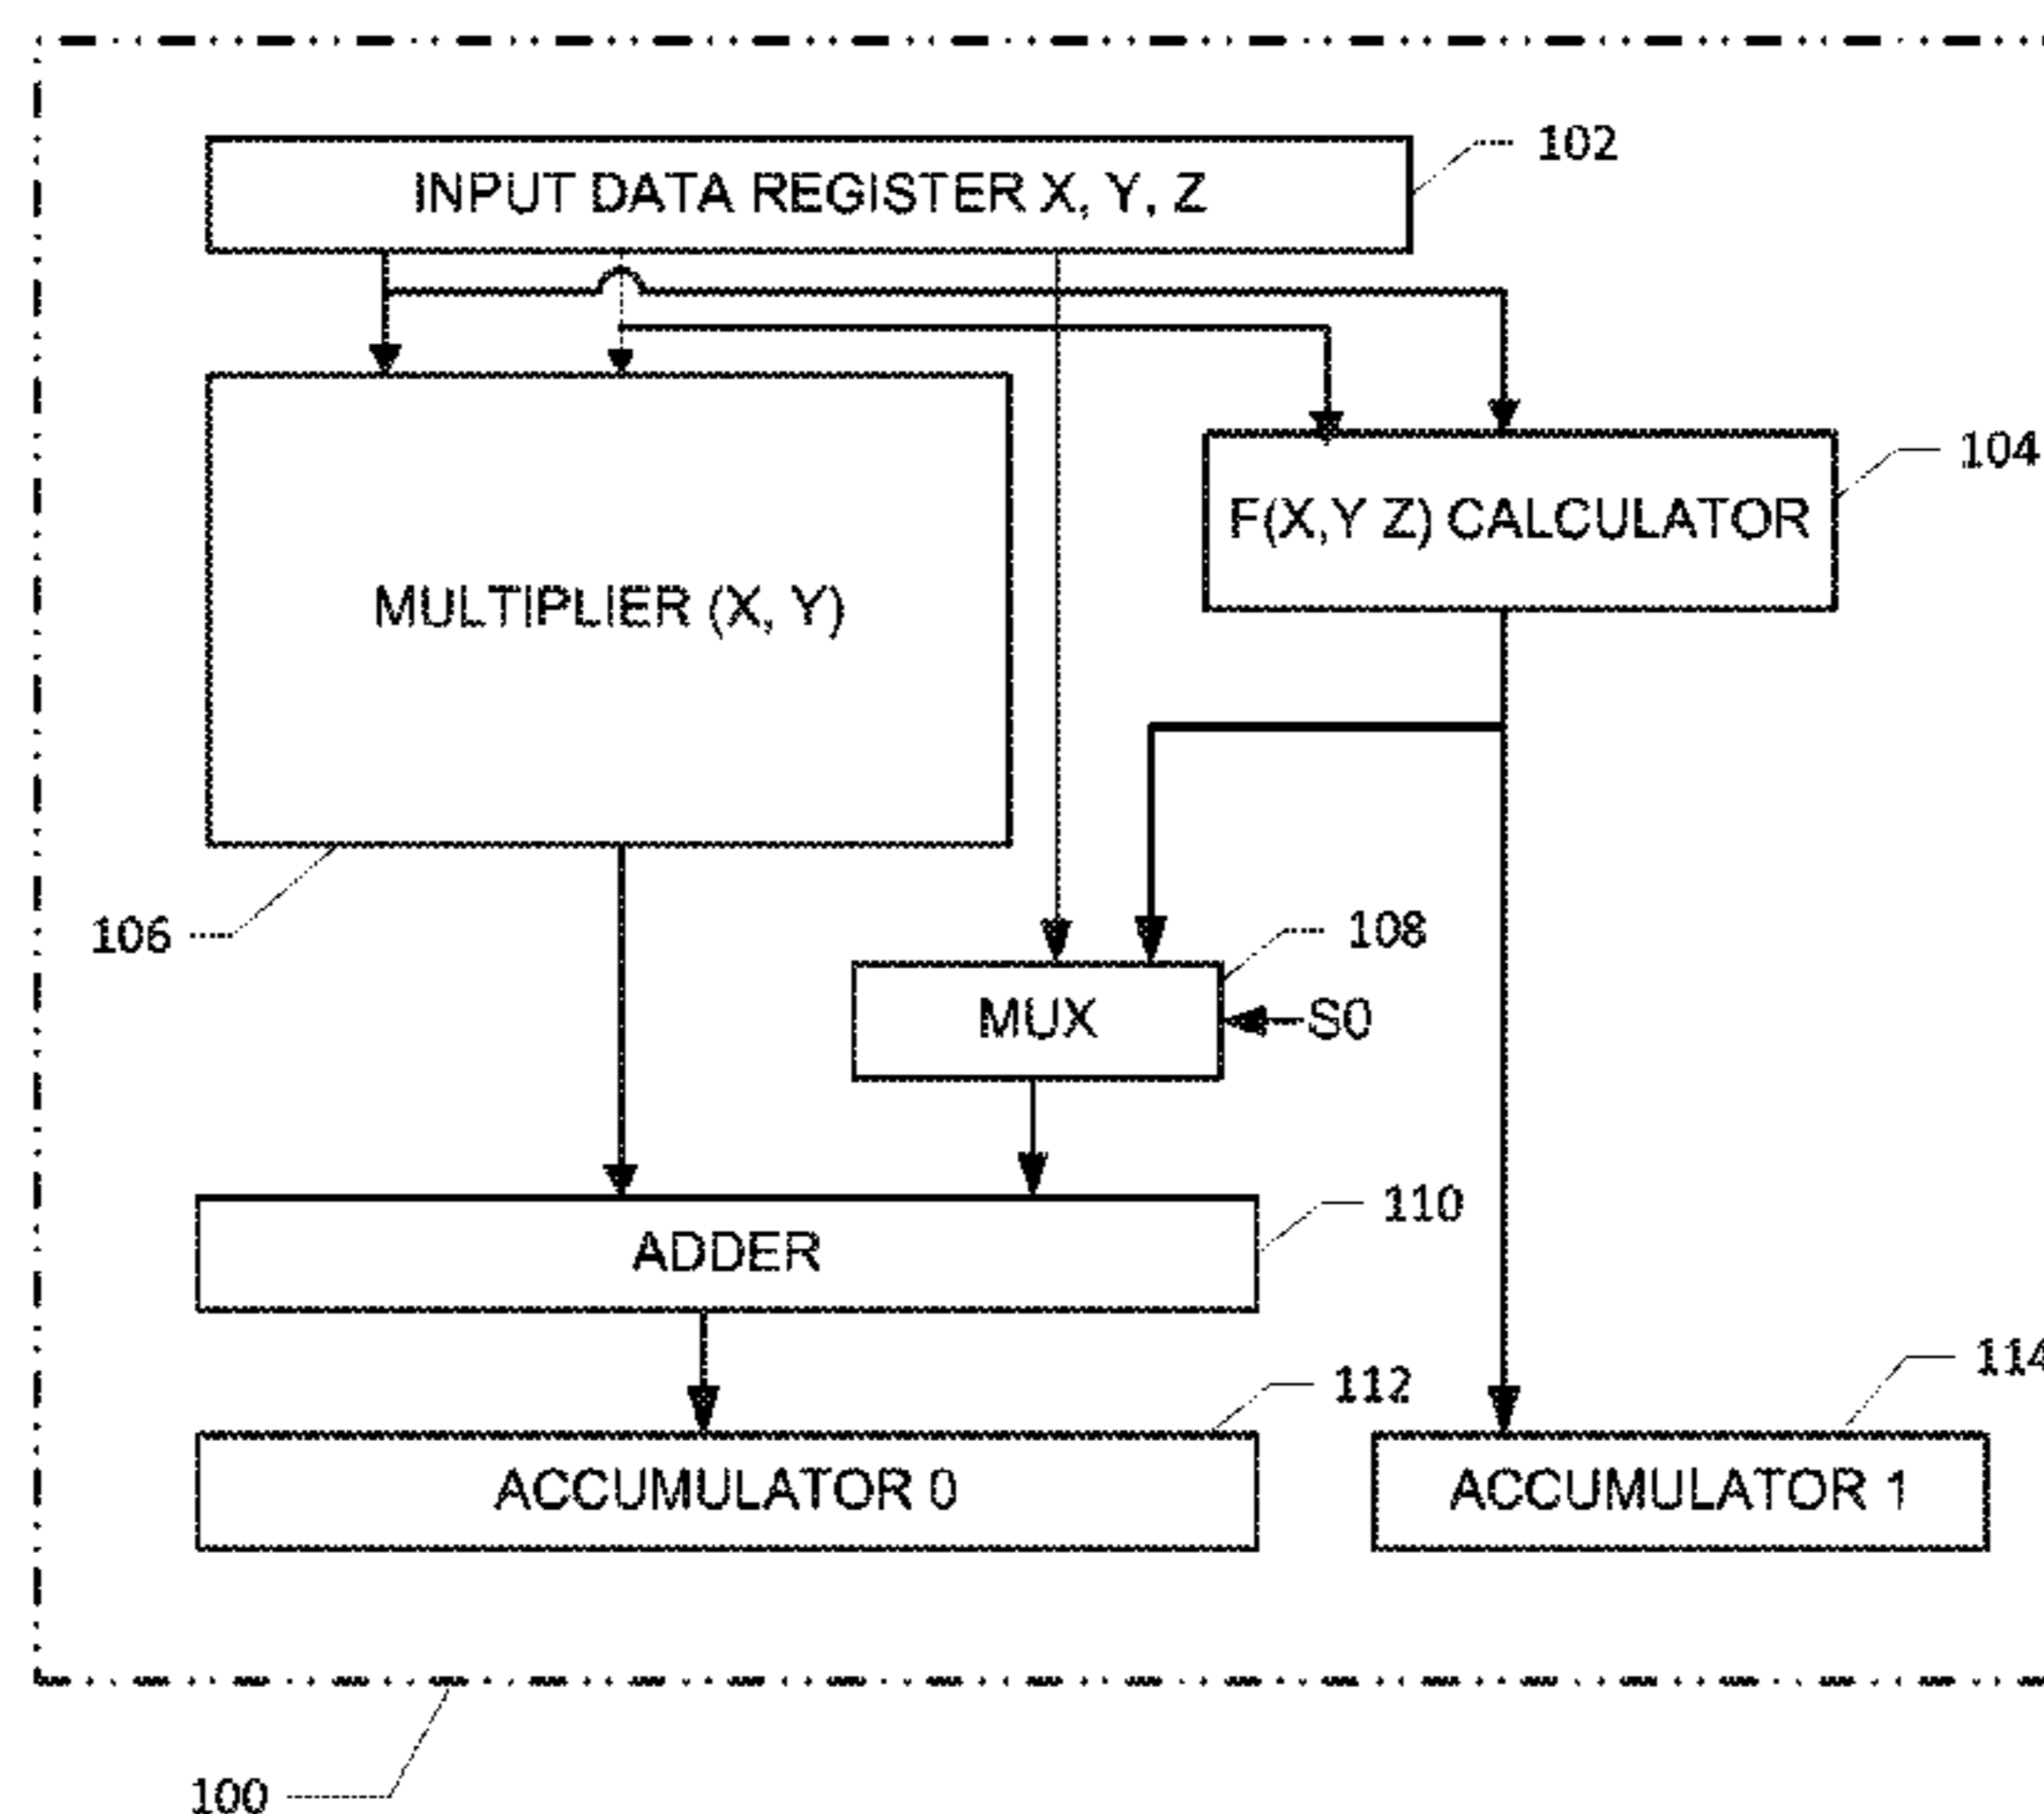 102
INPUT DATA REGISTER X, Y, Z
104
F(X,Y Z) CALCULATOR
MULTIPLIER (X, Y)
106
108
MUX
S0
110
ADDER
112
114
ACCUMULATOR 0
ACCUMULATOR 1
100